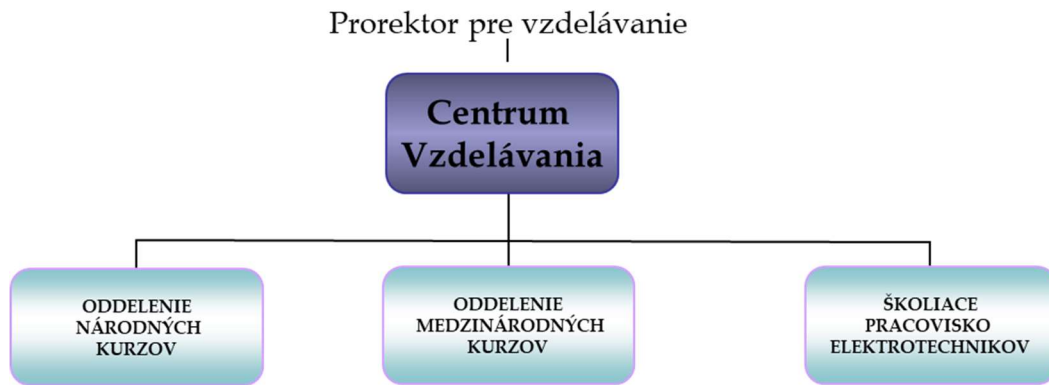 Prorektor pre vzdelávanie
Centrum
Vzdelávania
ODDELENIE
NÁRODNÝCH
KURZOV
ODDELENIE
MEDZINÁRODNÝCH
KURZOV
ŠKOLIACE
PRACOVISKO
ELEKTROTECHNIKOV